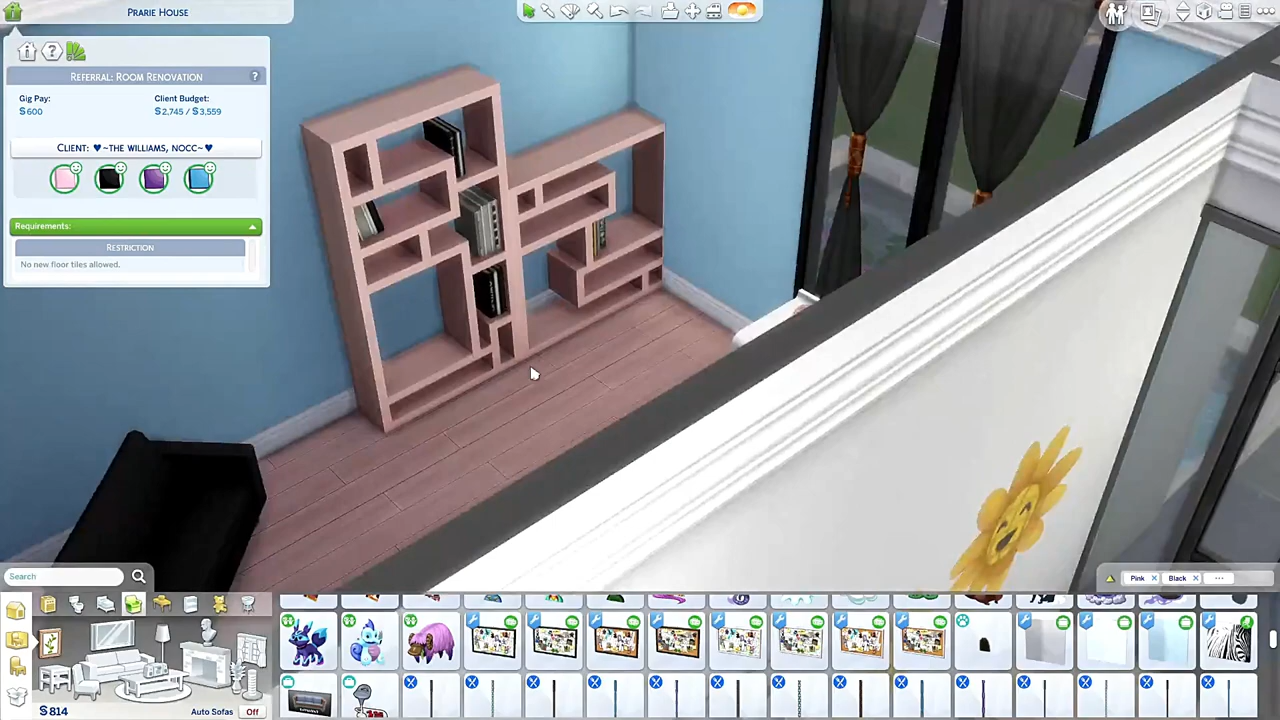 PRARIE HOUSE
REFERRAL: ROOM RENOVATION
?
?
Gig Pay:
§600
Client Budget:
§2,745 / §3,559
CLIENT: ♥~THE WILLIAMS, NOCC~♥
Requirements:
RESTRICTION
No new floor tiles allowed.
Search
Pink
Black
...
§814
Auto Sofas
Off